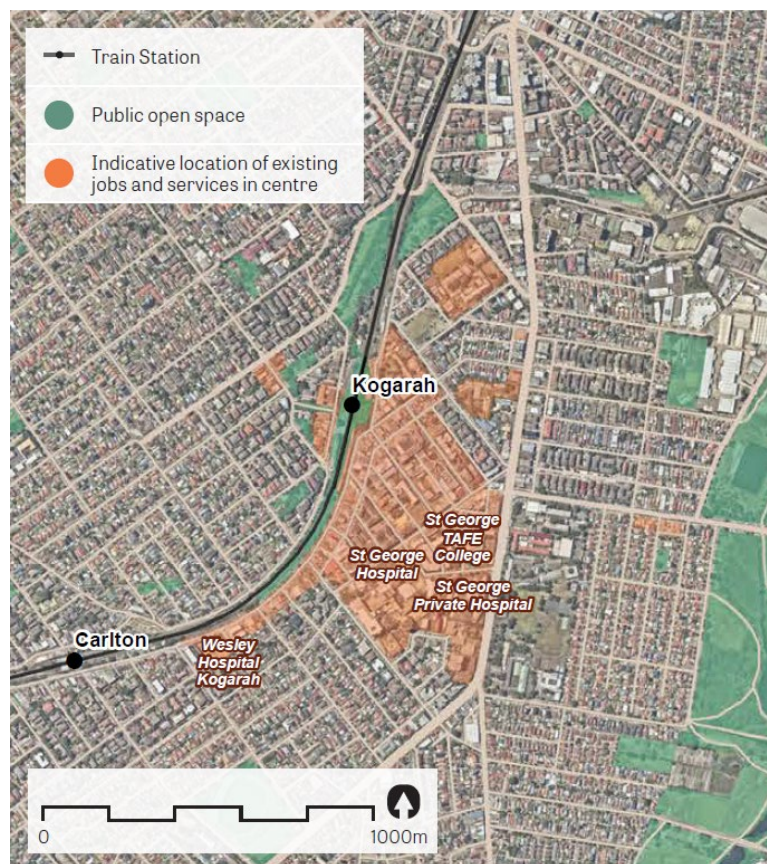 Train Station
Public open space
Indicative location of existing
jobs and services in centre
Kogarah
St George
TAFE
College
St George
Hospital
St George
Private Hospital
Carlton
Wesley
Hospital
Kogarah
0
1000m